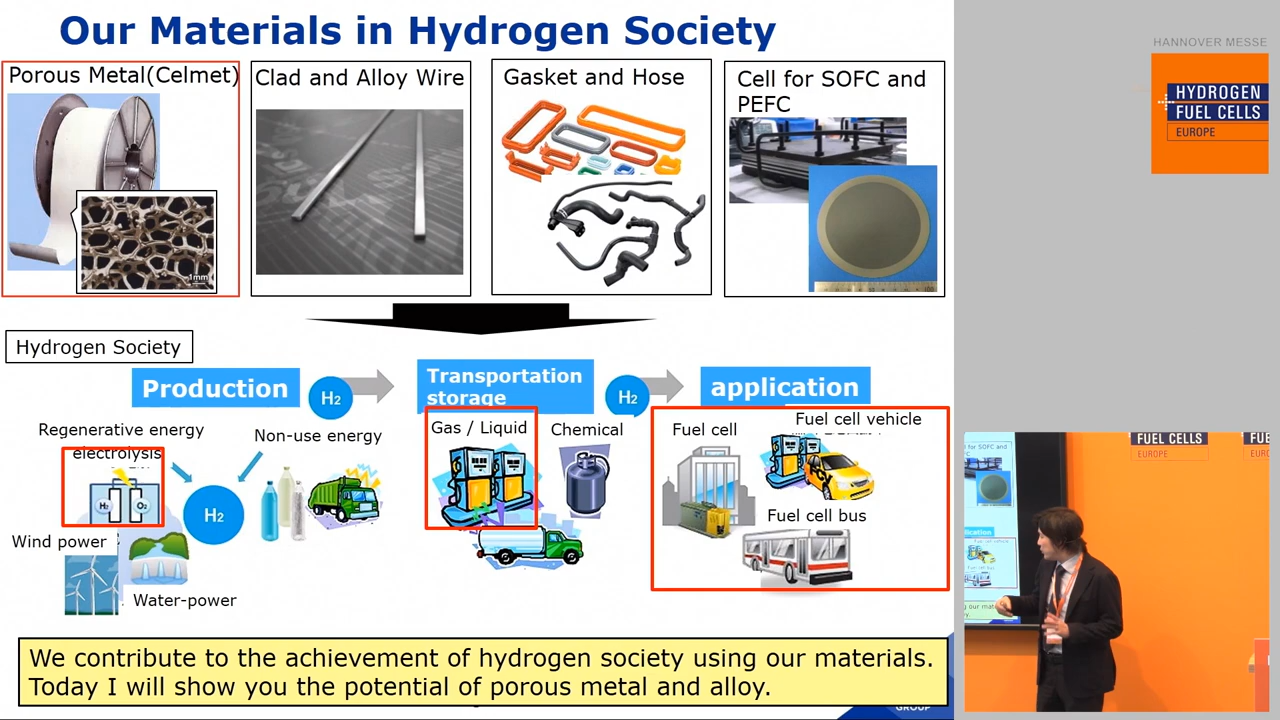 Our Materials in Hydrogen Society
HANNOVER MESSE
HYDROGEN
FUEL CELLS
EUROPE
Porous Metal(Celmet)
Clad and Alloy Wire
Gasket and Hose
Cell for SOFC and
PEFC
1mm
100
Hydrogen Society
Production
H2
Transportation
storage
H2
application
Regenerative energy
electrolysis
Non-use energy
Gas / Liquid
Chemical
Fuel cell
Fuel cell vehicle
H2
O2
H2
Wind power
Water-power
Fuel cell bus
We contribute to the achievement of hydrogen society using our materials.
Today I will show you the potential of porous metal and alloy.
GROUP
FUEL CELLS
EUROPE